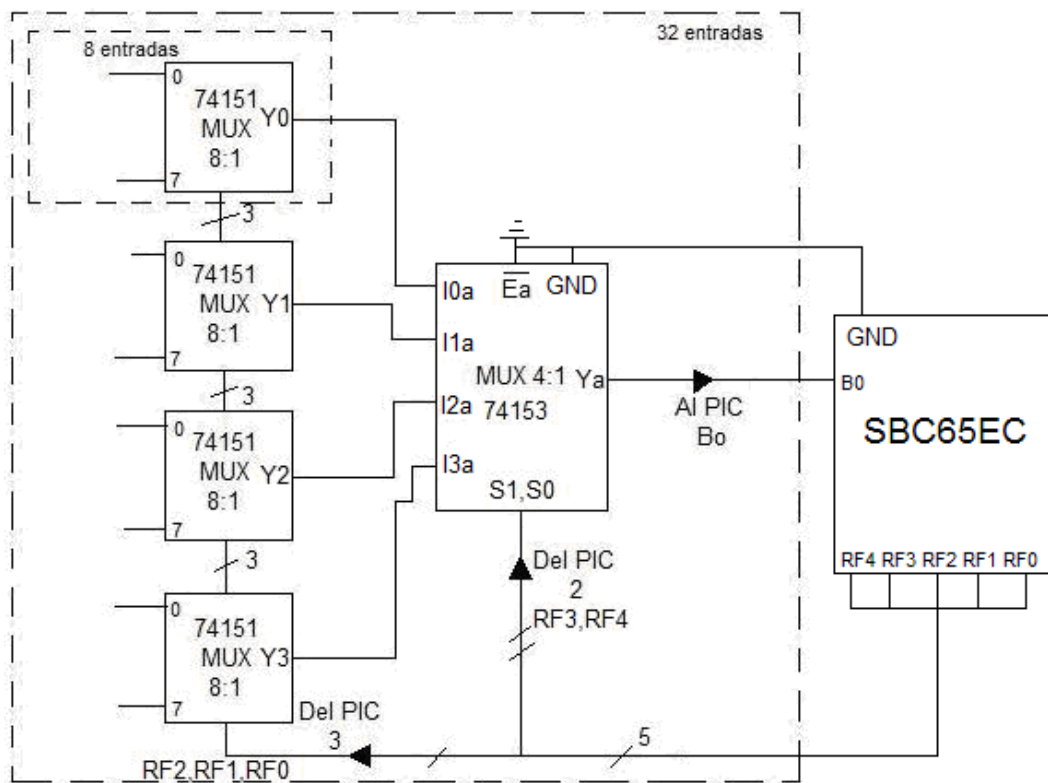 32 entradas
8 entradas
0
74151
MUX
8:1
Y0
7
3
0
74151
MUX
8:1
Y1
7
3
0
74151
MUX
8:1
Y2
7
3
0
74151
MUX
8:1
Y3
7
Ea
GND
I0a
I1a
I2a
I3a
MUX 4:1
74153
Ya
S1,S0
Al PIC
Bo
GND
B0
SBC65EC
RF4 RF3 RF2 RF1 RF0
Del PIC
2
RF3,RF4
Del PIC
3
RF2,RF1,RF0
5